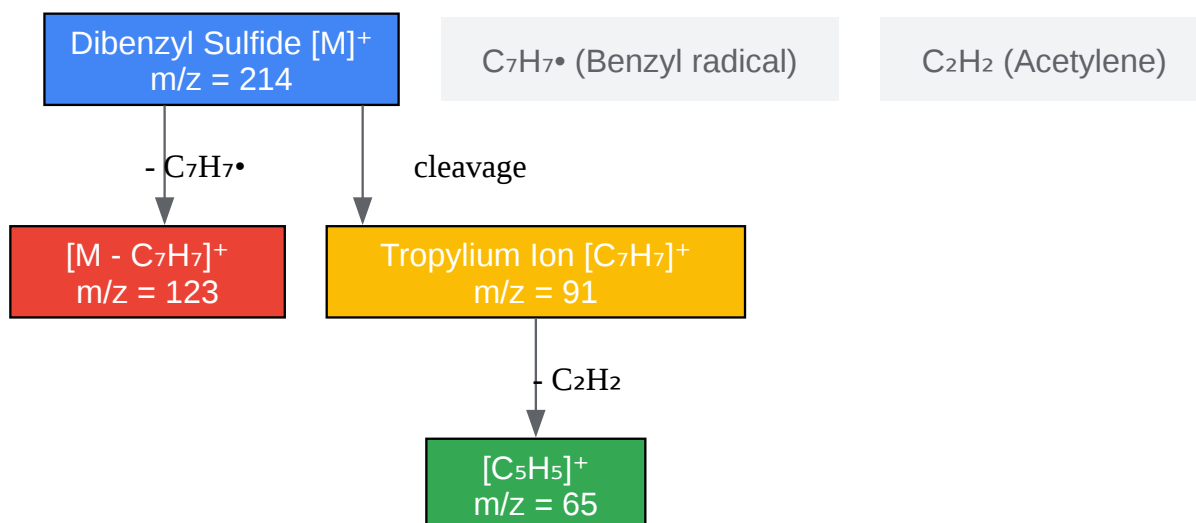 Dibenzyl Sulfide [M]⁺
m/z = 214
C₇H₇• (Benzyl radical)
C₂H₂ (Acetylene)
- C₇H₇•
cleavage
[M - C₇H₇]⁺
m/z = 123
Tropylium Ion [C₇H₇]⁺
m/z = 91
- C₂H₂
[C₅H₅]⁺
m/z = 65